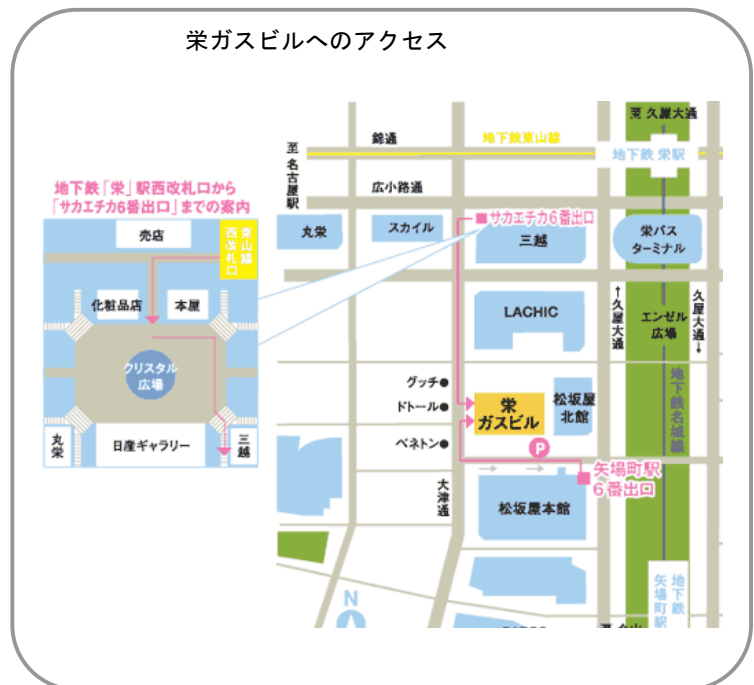 栄ガスビルへのアクセス
地下鉄「栄」駅西改札口から
「サカエチカ6番出口」までの案内
売店
東山線
西改札口
化粧品店
本屋
クリスタル
広場
丸栄
日産ギャラリー
三越
至 久屋大通
錦通
地下鉄東山線
至 名古屋駅
地下鉄 栄駅
広小路通
サカエチカ6番出口
丸栄
スカイル
三越
栄バス
ターミナル
LACHIC
↑久屋大通
エンゼル
広場
久屋大通↓
グッチ●
ドトール●
ベネトン●
栄
ガスビル
松坂屋
北館
地下鉄名城線
P
矢場町駅
6番出口
大津通
松坂屋本館
地下鉄
矢場町駅
N